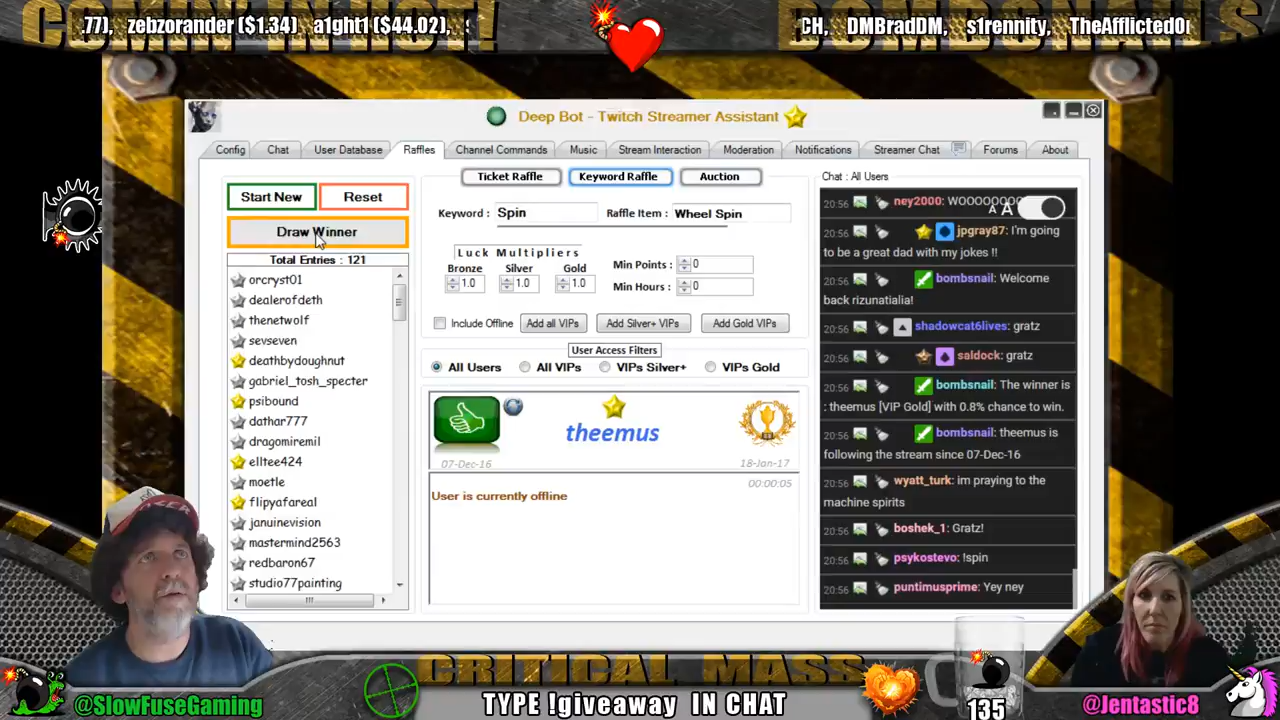 COMIN' IN HOT!
BOMBSNAILS
.77), zebzorander ($1.34) a1ght1 ($44.02),
CH, DMBradDM, s1rennity, TheAfflicted0
Deep Bot - Twitch Streamer Assistant
Config Chat User Database Raffles Channel Commands Music Stream Interaction Moderation Notifications Streamer Chat Forums About
Ticket Raffle Keyword Raffle Auction
Chat : All Users
Start New Reset
Draw Winner
Total Entries : 121
orcryst01
dealerofdeth
thenetwolf
sevseven
deathbydoughnut
gabriel_tosh_specter
psibound
dathar777
dragomiremil
elltee424
moetle
flipyafareal
januinevision
mastermind2563
redbaron67
studio77painting
Keyword : Spin Raffle Item : Wheel Spin
Luck Multipliers
Bronze Silver Gold
1.0 1.0 1.0
Min Points : 0
Min Hours : 0
Include Offline Add all VIPs Add Silver+ VIPs Add Gold VIPs
User Access Filters
All Users All VIPs VIPs Silver+ VIPs Gold
theemus
07-Dec-16 18-Jan-17
00:00:05
User is currently offline
20:56 ney2000: WOOOOOO
A A
20:56 jpgray87: I'm going
to be a great dad with my jokes !!
20:56 bombsnail: Welcome
back rizunatialia!
20:56 shadowcat6lives: gratz
20:56 saldock: gratz
20:56 bombsnail: The winner is
: theemus [VIP Gold] with 0.8% chance to win.
20:56 bombsnail: theemus is
following the stream since 07-Dec-16
20:56 wyatt_turk: im praying to the
machine spirits
20:56 boshek_1: Gratz!
20:56 psykostevo: !spin
20:56 puntimusprime: Yey ney
CRITICAL MASS
@SlowFuseGaming
TYPE !giveaway IN CHAT
135
@Jentastic8